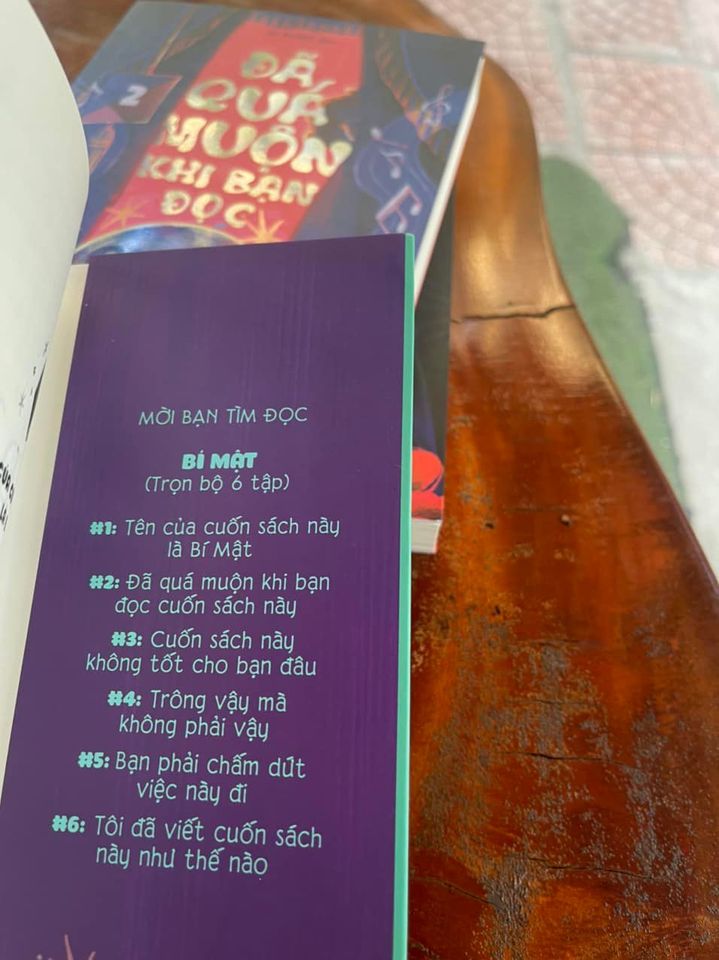 2
ĐÃ
QUÁ
MUỘN
KHI BẠN
ĐỌC
MỜI BẠN TÌM ĐỌC
BÍ MẬT
(Trọn bộ 6 tập)
#1: Tên của cuốn sách này
là Bí Mật
#2: Đã quá muộn khi bạn
đọc cuốn sách này
#3: Cuốn sách này
không tốt cho bạn đâu
#4: Trông vậy mà
không phải vậy
#5: Bạn phải chấm dứt
việc này đi
#6: Tôi đã viết cuốn sách
này như thế nào